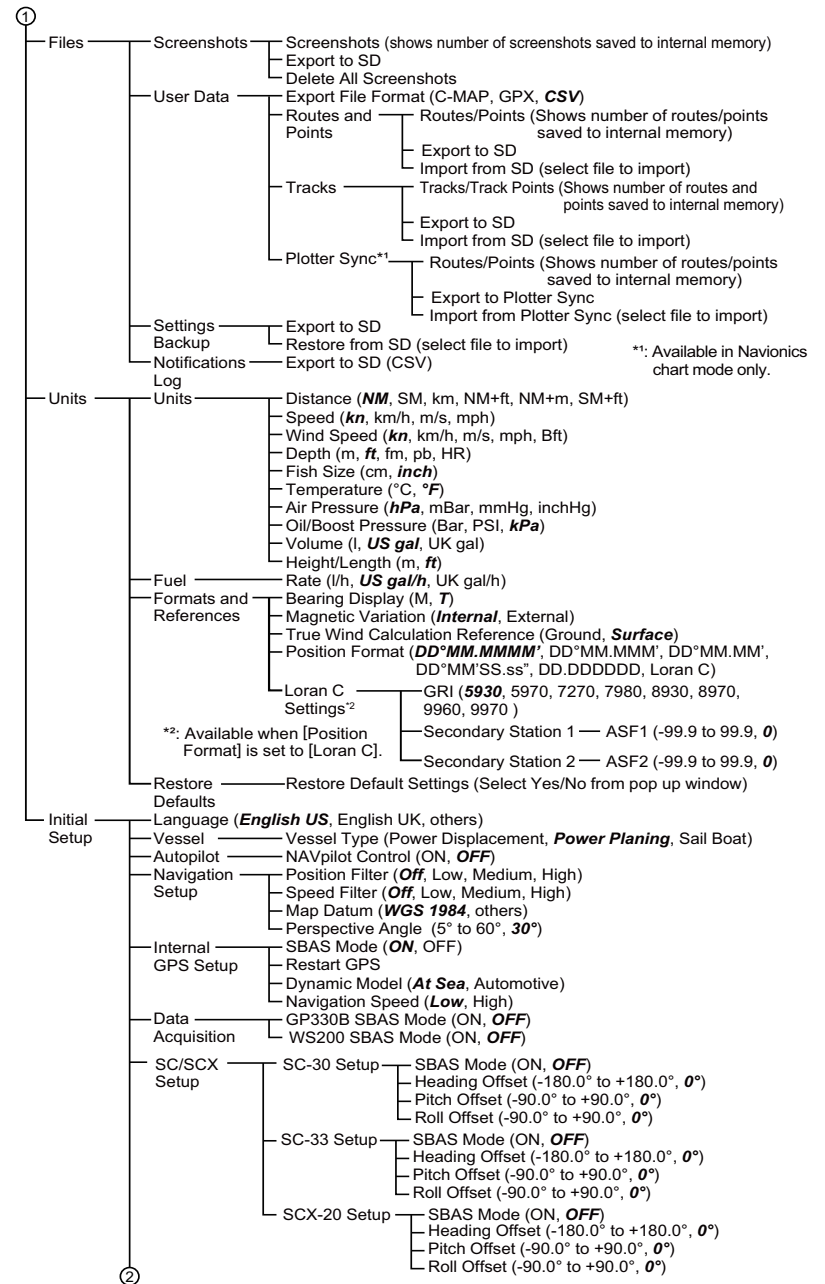 1
Files
Screenshots
Screenshots (shows number of screenshots saved to internal memory)
Export to SD
Delete All Screenshots
User Data
Export File Format (C-MAP, GPX, CSV)
Routes and
Points
Routes/Points (Shows number of routes/points
saved to internal memory)
Export to SD
Import from SD (select file to import)
Tracks
Tracks/Track Points (Shows number of routes and
points saved to internal memory)
Export to SD
Import from SD (select file to import)
Plotter Sync*¹
Routes/Points (Shows number of routes/points
saved to internal memory)
Export to Plotter Sync
Import from Plotter Sync (select file to import)
Settings
Backup
Export to SD
Restore from SD (select file to import)
Notifications
Log
Export to SD (CSV)
*¹: Available in Navionics
chart mode only.
Units
Units
Distance (NM, SM, km, NM+ft, NM+m, SM+ft)
Speed (kn, km/h, m/s, mph)
Wind Speed (kn, km/h, m/s, mph, Bft)
Depth (m, ft, fm, pb, HR)
Fish Size (cm, inch)
Temperature (°C, °F)
Air Pressure (hPa, mBar, mmHg, inchHg)
Oil/Boost Pressure (Bar, PSI, kPa)
Volume (l, US gal, UK gal)
Height/Length (m, ft)
Fuel
Rate (l/h, US gal/h, UK gal/h)
Formats and
References
Bearing Display (M, T)
Magnetic Variation (Internal, External)
True Wind Calculation Reference (Ground, Surface)
Position Format (DD°MM.MMMM', DD°MM.MMM', DD°MM.MM',
DD°MM'SS.ss", DD.DDDDDD, Loran C)
Loran C
Settings*²
GRI (5930, 5970, 7270, 7980, 8930, 8970,
9960, 9970 )
Secondary Station 1
ASF1 (-99.9 to 99.9, 0)
Secondary Station 2
ASF2 (-99.9 to 99.9, 0)
*²: Available when [Position
Format] is set to [Loran C].
Restore
Defaults
Restore Default Settings (Select Yes/No from pop up window)
Initial
Setup
Language (English US, English UK, others)
Vessel
Vessel Type (Power Displacement, Power Planing, Sail Boat)
Autopilot
NAVpilot Control (ON, OFF)
Navigation
Setup
Position Filter (Off, Low, Medium, High)
Speed Filter (Off, Low, Medium, High)
Map Datum (WGS 1984, others)
Perspective Angle (5° to 60°, 30°)
Internal
GPS Setup
SBAS Mode (ON, OFF)
Restart GPS
Dynamic Model (At Sea, Automotive)
Navigation Speed (Low, High)
Data
Acquisition
GP330B SBAS Mode (ON, OFF)
WS200 SBAS Mode (ON, OFF)
SC/SCX
Setup
SC-30 Setup
SBAS Mode (ON, OFF)
Heading Offset (-180.0° to +180.0°, 0°)
Pitch Offset (-90.0° to +90.0°, 0°)
Roll Offset (-90.0° to +90.0°, 0°)
SC-33 Setup
SBAS Mode (ON, OFF)
Heading Offset (-180.0° to +180.0°, 0°)
Pitch Offset (-90.0° to +90.0°, 0°)
Roll Offset (-90.0° to +90.0°, 0°)
SCX-20 Setup
SBAS Mode (ON, OFF)
Heading Offset (-180.0° to +180.0°, 0°)
Pitch Offset (-90.0° to +90.0°, 0°)
Roll Offset (-90.0° to +90.0°, 0°)
2